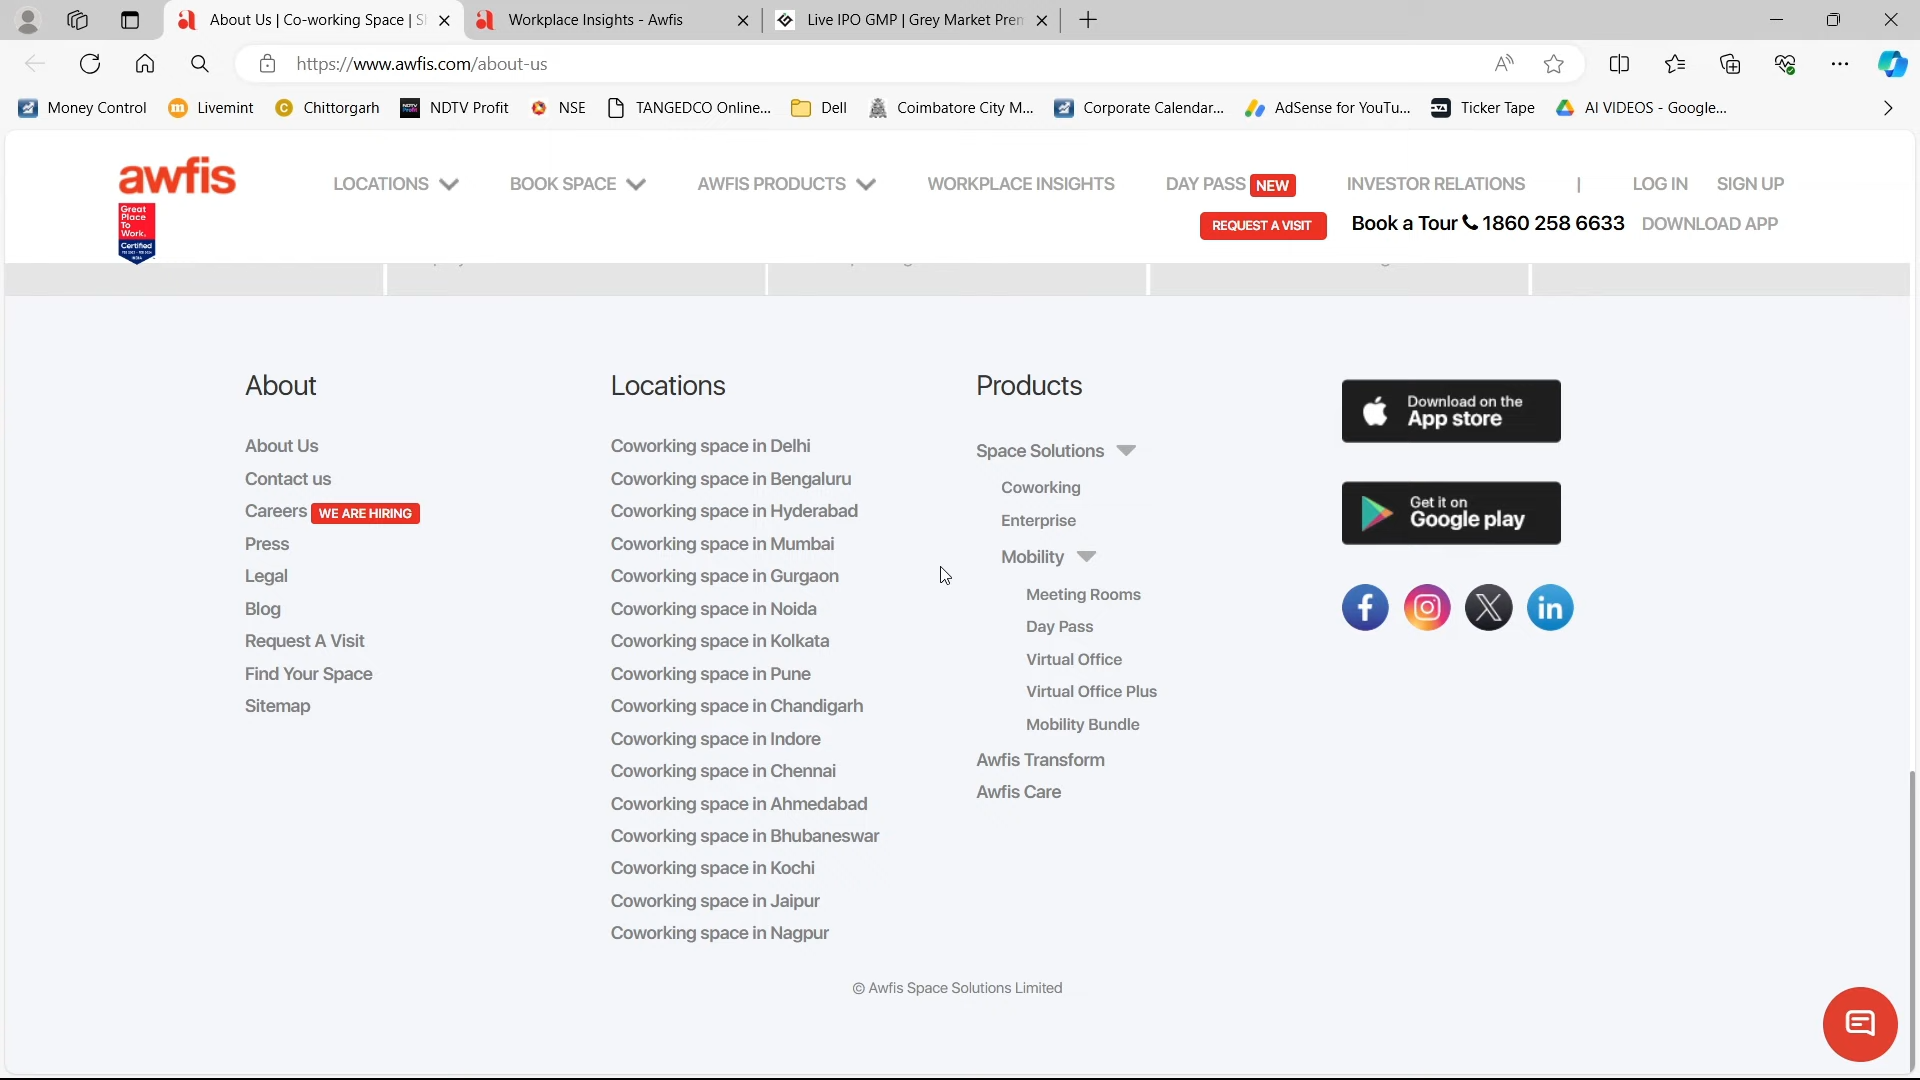 About Us | Co-working Space | S
Workplace Insights - Awfis
Live IPO GMP | Grey Market Prem
https://www.awfis.com/about-us
Money Control
Livemint
Chittorgarh
NDTV Profit
NSE
TANGEDCO Online...
Dell
Coimbatore City M...
Corporate Calendar...
AdSense for YouTu...
Ticker Tape
AI VIDEOS - Google...
awfis
Great
Place
To
Work.
Certified
INDIA
LOCATIONS
BOOK SPACE
AWFIS PRODUCTS
WORKPLACE INSIGHTS
DAY PASS NEW
INVESTOR RELATIONS
|
LOG IN
SIGN UP
REQUEST A VISIT
Book a Tour 1860 258 6633
DOWNLOAD APP
About
About Us
Contact us
Careers WE ARE HIRING
Press
Legal
Blog
Request A Visit
Find Your Space
Sitemap
Locations
Coworking space in Delhi
Coworking space in Bengaluru
Coworking space in Hyderabad
Coworking space in Mumbai
Coworking space in Gurgaon
Coworking space in Noida
Coworking space in Kolkata
Coworking space in Pune
Coworking space in Chandigarh
Coworking space in Indore
Coworking space in Chennai
Coworking space in Ahmedabad
Coworking space in Bhubaneswar
Coworking space in Kochi
Coworking space in Jaipur
Coworking space in Nagpur
Products
Space Solutions
Coworking
Enterprise
Mobility
Meeting Rooms
Day Pass
Virtual Office
Virtual Office Plus
Mobility Bundle
Awfis Transform
Awfis Care
Download on the
App store
Get it on
Google play
© Awfis Space Solutions Limited